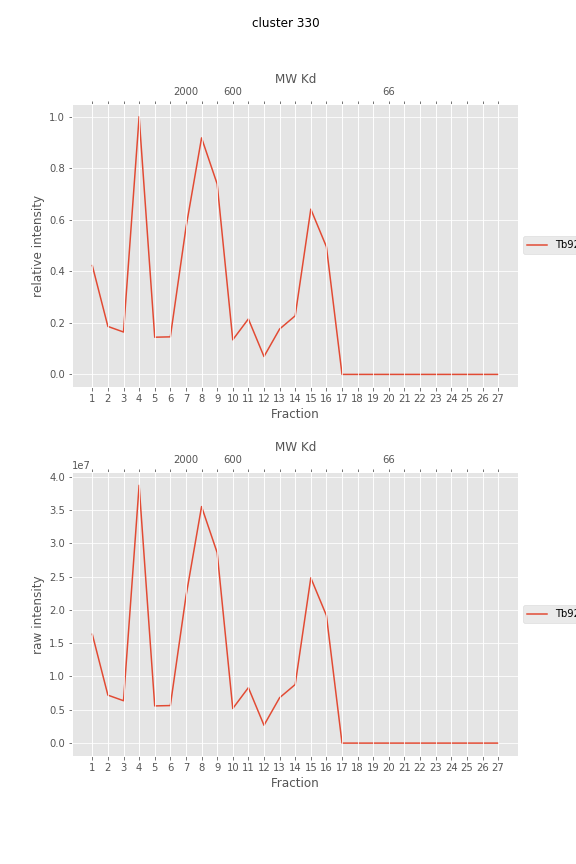 cluster 330
MW Kd
2000 600 66
1.0
0.8
0.6
0.4
0.2
0.0
relative intensity
Tb92
1 2 3 4 5 6 7 8 9 10 11 12 13 14 15 16 17 18 19 20 21 22 23 24 25 26 27
Fraction
MW Kd
2000 600 66
1e7
4.0
3.5
3.0
2.5
2.0
1.5
1.0
0.5
0.0
raw intensity
Tb92
1 2 3 4 5 6 7 8 9 10 11 12 13 14 15 16 17 18 19 20 21 22 23 24 25 26 27
Fraction